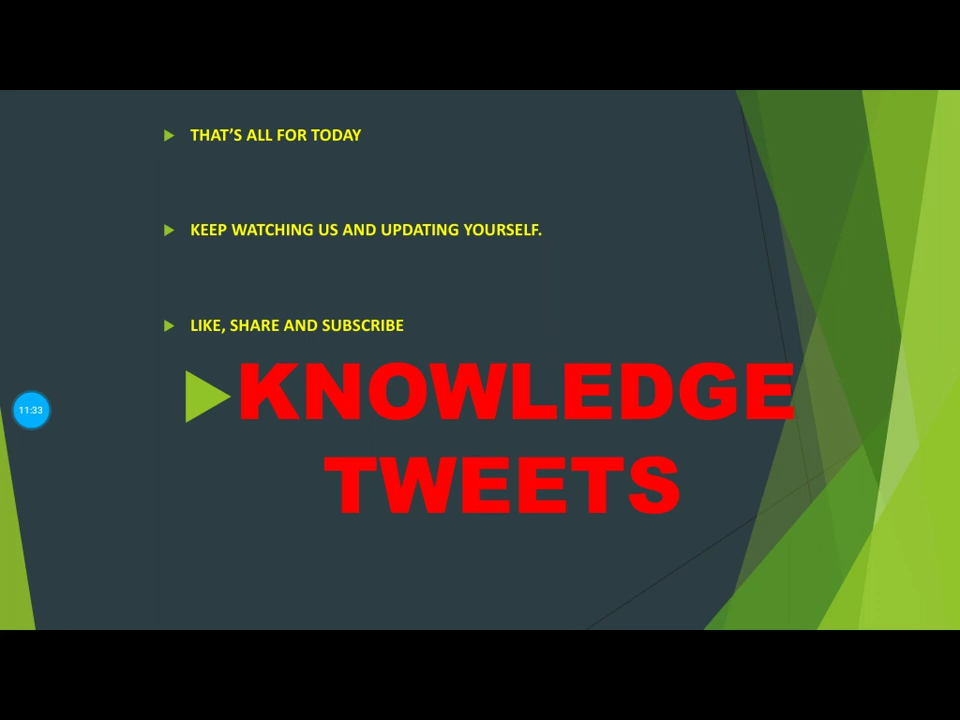 THAT'S ALL FOR TODAY
KEEP WATCHING US AND UPDATING YOURSELF.
LIKE, SHARE AND SUBSCRIBE
KNOWLEDGE
TWEETS
11:33